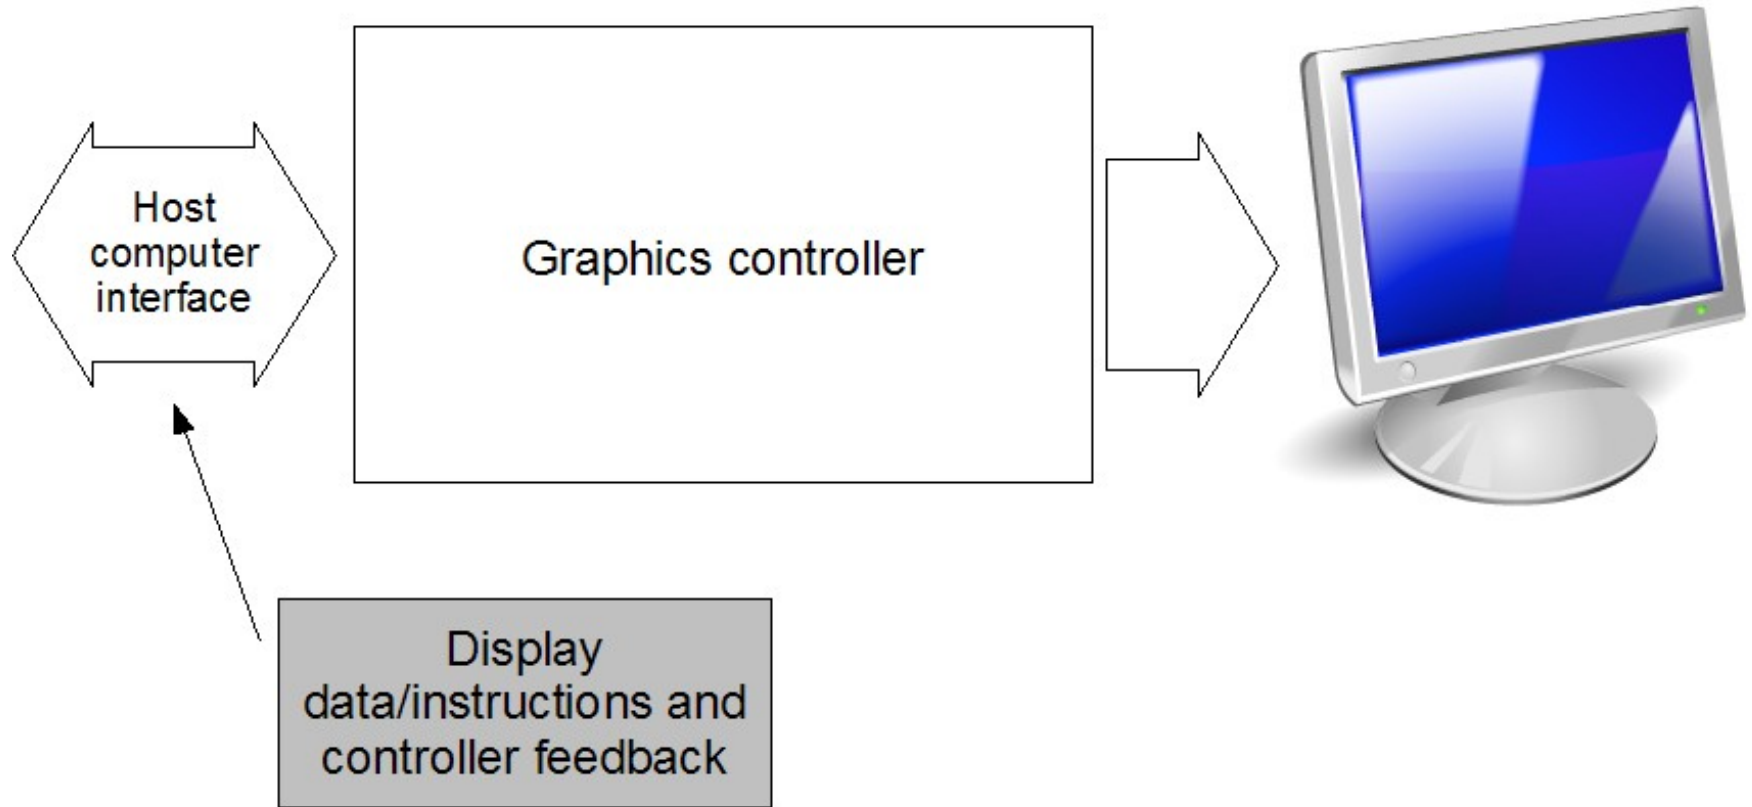 Host
computer
interface
Graphics controller
Display
data/instructions and
controller feedback